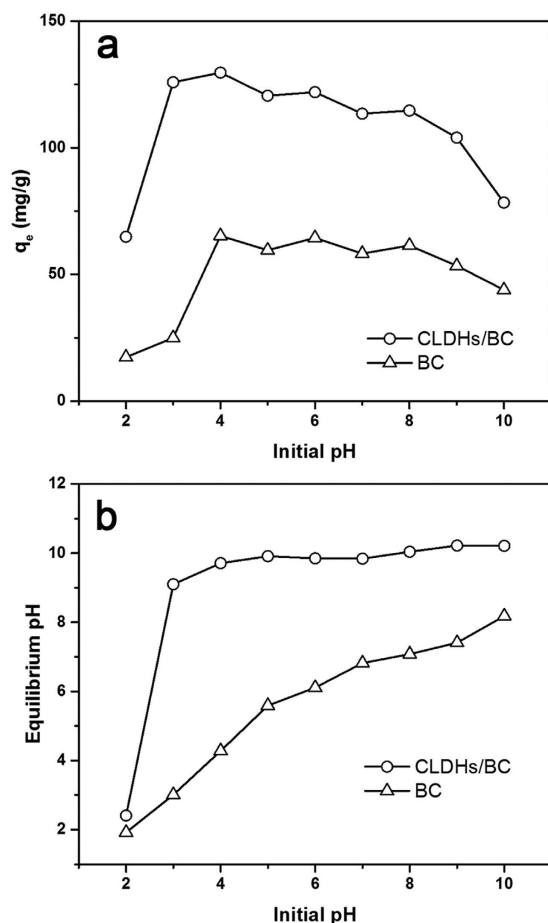 a
150
100
50
0
qe (mg/g)
CLDHs/BC
BC
2 4 6 8 10
Initial pH
b
12
10
8
6
4
2
Equilibrium pH
CLDHs/BC
BC
2 4 6 8 10
Initial pH